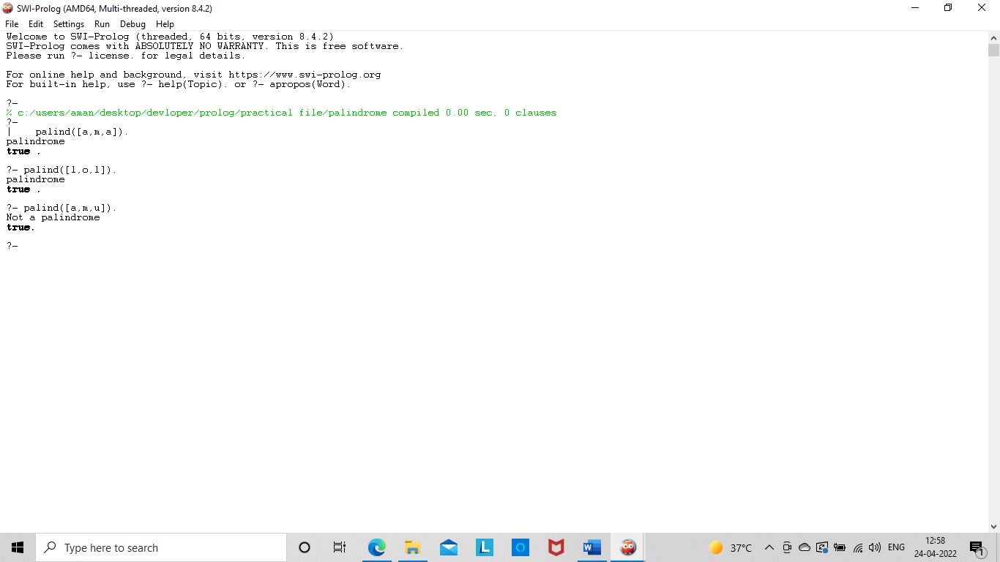 SWI-Prolog (AMD64, Multi-threaded, version 8.4.2)
File Edit Settings Run Debug Help
Welcome to SWI-Prolog (threaded, 64 bits, version 8.4.2)
SWI-Prolog comes with ABSOLUTELY NO WARRANTY. This is free software.
Please run ?- license. for legal details.
For online help and background, visit https://www.swi-prolog.org
For built-in help, use ?- help(Topic). or ?- apropos(Word).
?-
% c:/users/aman/desktop/devloper/prolog/practical file/palindrome compiled 0.00 sec, 0 clauses
?-
| palind([a,m,a]).
palindrome
true .
?- palind([l,o,l]).
palindrome
true .
?- palind([a,m,u]).
Not a palindrome
true.
?-
Type here to search
L
W
37°C
ENG
12:58
24-04-2022
1